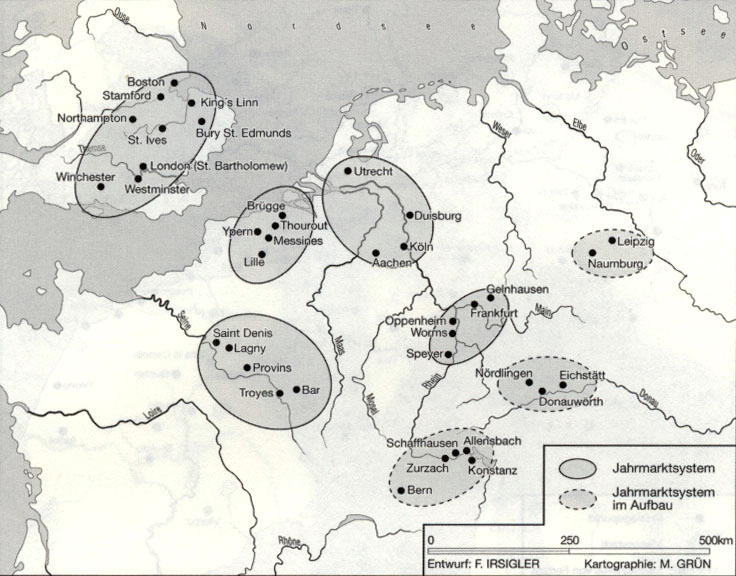 Ouse
N o r d s e e
O s t s e e
Boston
Stamford
King's Linn
Northampton
Bury St. Edmunds
St. Ives
Themse
London (St. Bartholomew)
Winchester
Westminster
Weser
Elbe
Oder
Utrecht
Brügge
Duisburg
Thourout
Ypern
Messines
Köln
Lille
Aachen
Leipzig
Naumburg
Gelnhausen
Frankfurt
Main
Oppenheim
Worms
Speyer
Rhein
Seine
Saint Denis
Lagny
Maas
Provins
Troyes
Bar
Mosel
Nördlingen
Eichstätt
Donauwörth
Donau
Loire
Schaffhausen
Allensbach
Zurzach
Konstanz
Bern
Rhône
Jahrmarktsystem
Jahrmarktsystem
im Aufbau
0 250 500km
Entwurf: F. IRSIGLER Kartographie: M. GRÜN